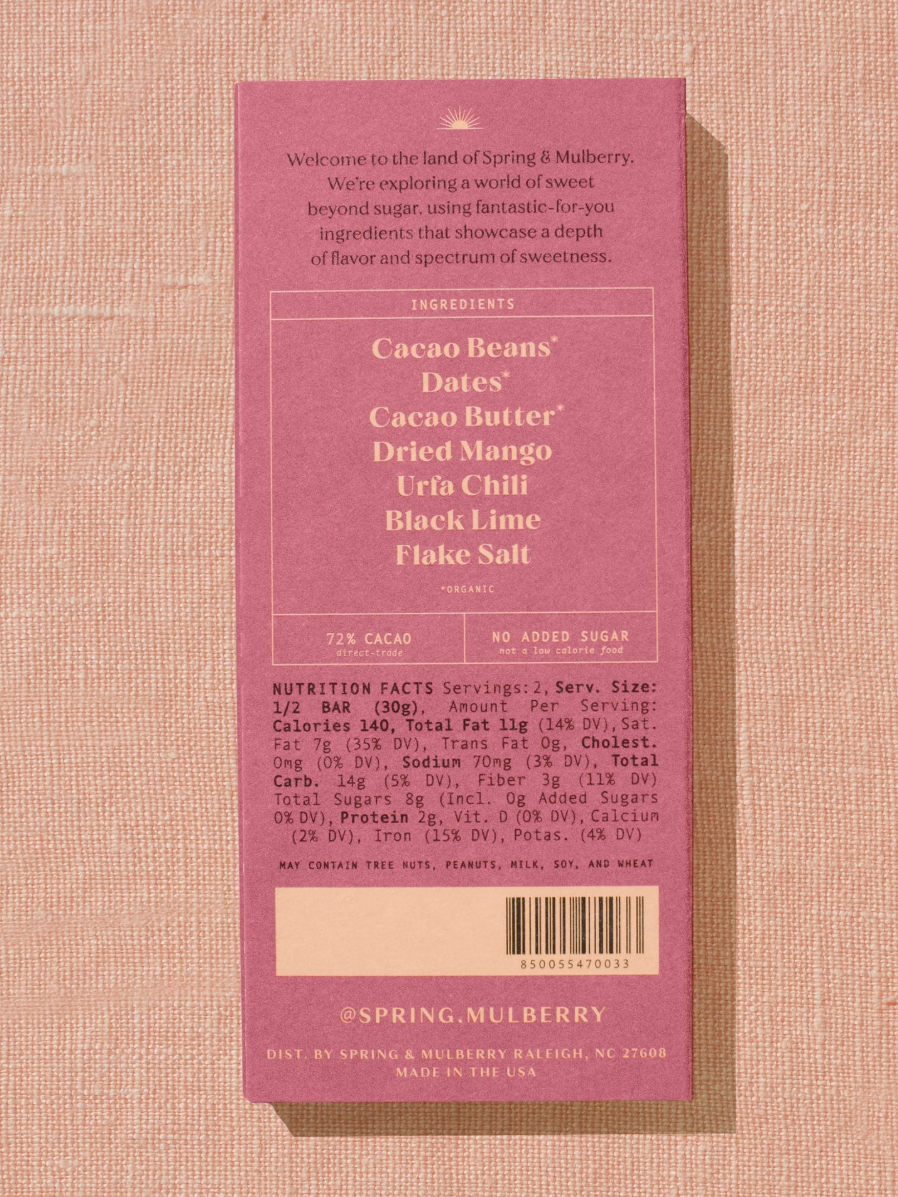 Welcome to the land of Spring & Mulberry.
We're exploring a world of sweet
beyond sugar, using fantastic-for-you
ingredients that showcase a depth
of flavor and spectrum of sweetness.
INGREDIENTS
Cacao Beans*
Dates*
Cacao Butter*
Dried Mango
Urfa Chili
Black Lime
Flake Salt
*ORGANIC
72% CACAO
direct-trade
NO ADDED SUGAR
not a low calorie food
NUTRITION FACTS Servings: 2, Serv. Size:
1/2 BAR (30g), Amount Per Serving:
Calories 140, Total Fat 11g (14% DV), Sat.
Fat 7g (35% DV), Trans Fat 0g, Cholest.
0mg (0% DV), Sodium 70mg (3% DV), Total
Carb. 14g (5% DV), Fiber 3g (11% DV)
Total Sugars 8g (Incl. 0g Added Sugars
0% DV), Protein 2g, Vit. D (0% DV), Calcium
(2% DV), Iron (15% DV), Potas. (4% DV)
MAY CONTAIN TREE NUTS, PEANUTS, MILK, SOY, AND WHEAT
850055470033
@SPRING.MULBERRY
DIST. BY SPRING & MULBERRY RALEIGH, NC 27608
MADE IN THE USA